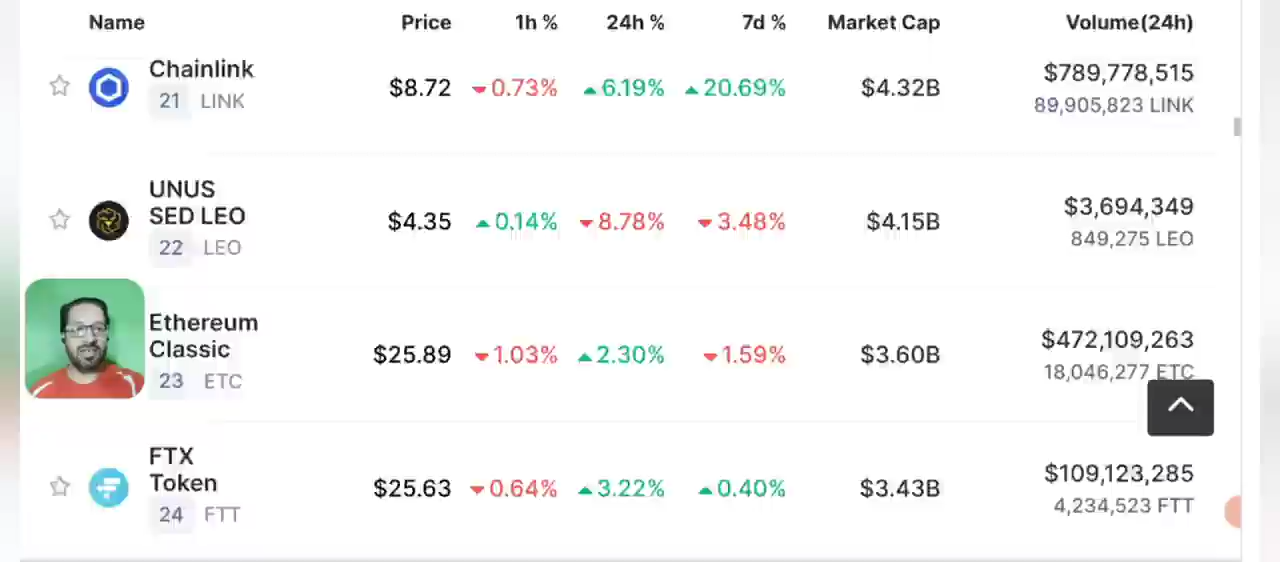 Name Price 1h % 24h % 7d % Market Cap Volume(24h)
Chainlink
21 LINK
$8.72 0.73% 6.19% 20.69% $4.32B $789,778,515
89,905,823 LINK
UNUS
SED LEO
22 LEO
$4.35 0.14% 8.78% 3.48% $4.15B $3,694,349
849,275 LEO
Ethereum
Classic
23 ETC
$25.89 1.03% 2.30% 1.59% $3.60B $472,109,263
18,046,277 ETC
FTX
Token
24 FTT
$25.63 0.64% 3.22% 0.40% $3.43B $109,123,285
4,234,523 FTT